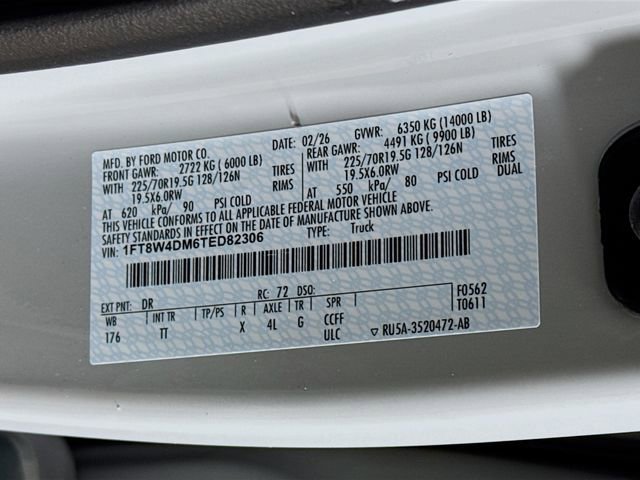 MFD. BY FORD MOTOR CO. DATE: 02/26 GVWR: 6350 KG (14000 LB)
FRONT GAWR: 2722 KG ( 6000 LB) REAR GAWR: 4491 KG ( 9900 LB)
WITH 225/70R19.5G 128/126N TIRES WITH 225/70R19.5G 128/126N TIRES
19.5X6.0RW RIMS 19.5X6.0RW RIMS
AT 620 kPa/ 90 PSI COLD AT 550 kPa/ 80 PSI COLD DUAL
THIS VEHICLE CONFORMS TO ALL APPLICABLE FEDERAL MOTOR VEHICLE
SAFETY STANDARDS IN EFFECT ON THE DATE OF MANUFACTURE SHOWN ABOVE.
VIN: 1FT8W4DM6TED82306 TYPE: Truck
EXT PNT: DR RC: 72 DSO: F0562
WB INT TR TP/PS R AXLE TR SPR T0611
176 TT X 4L G CCFF
ULC ▽ RU5A-3520472-AB